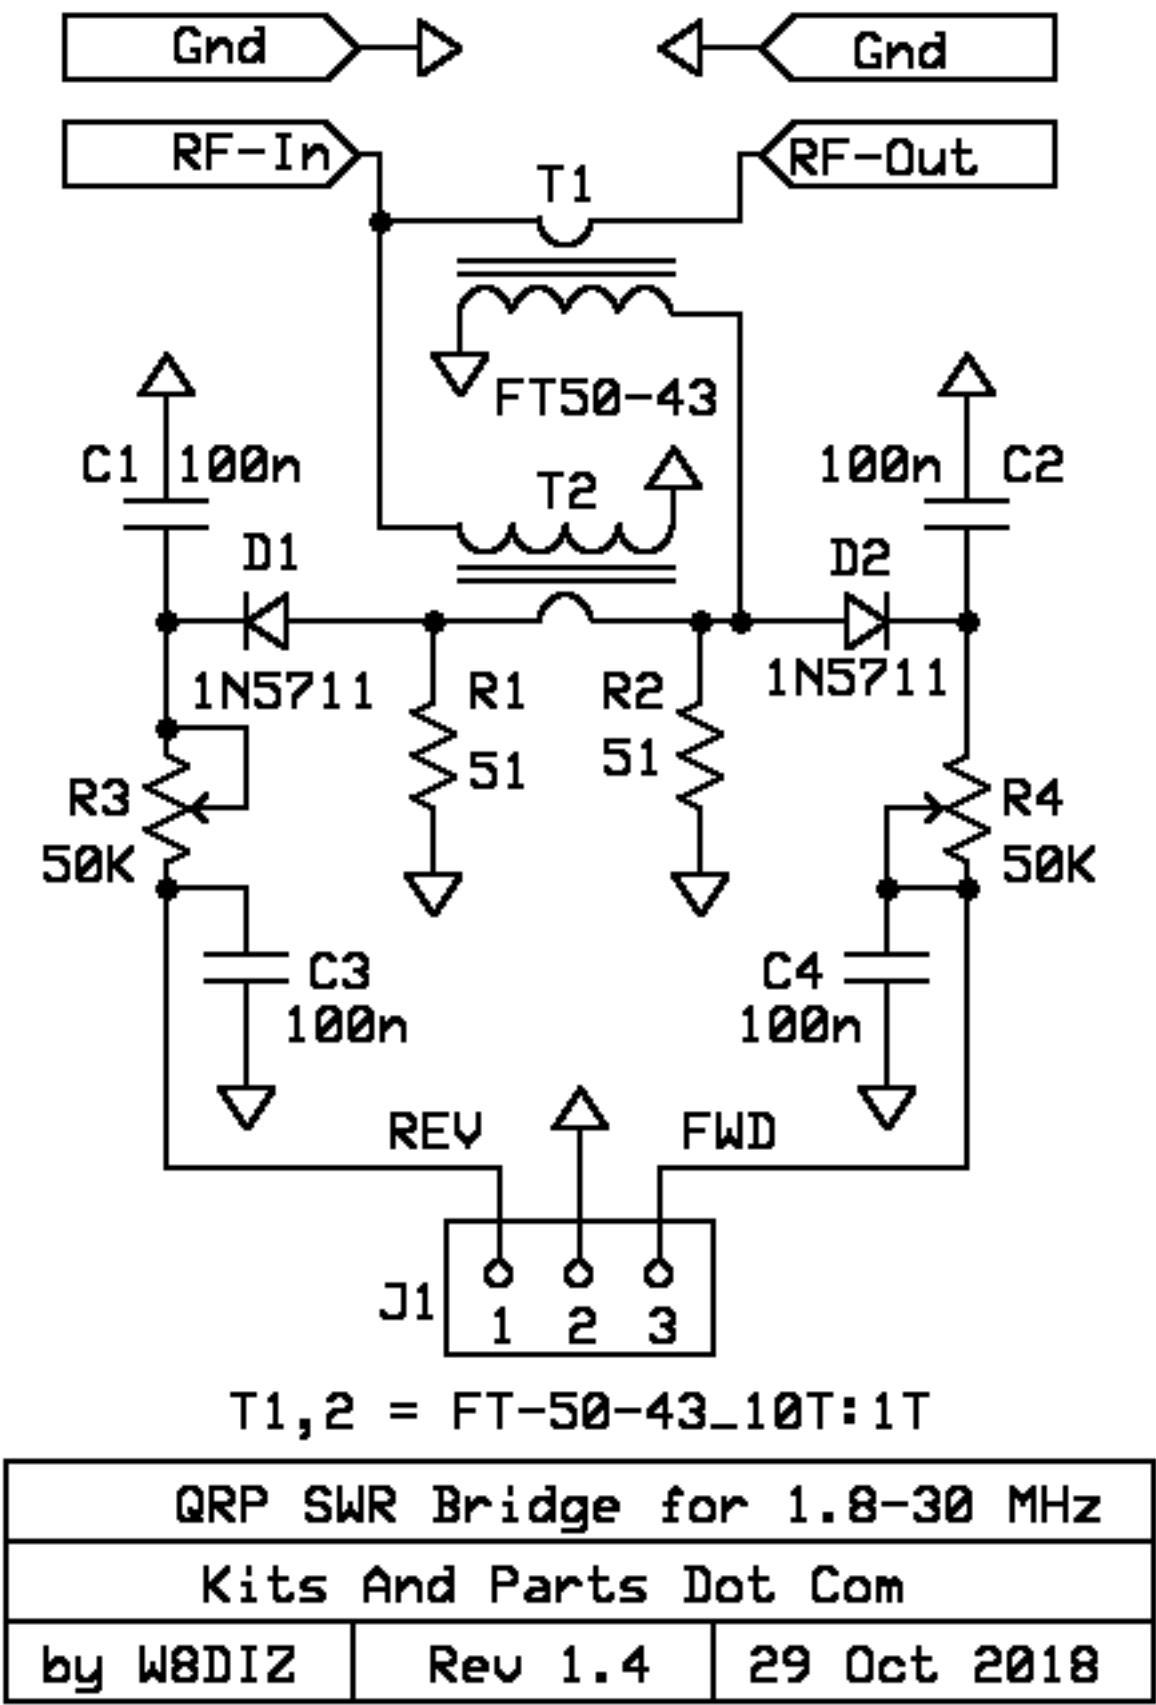 Gnd
Gnd
RF-In
RF-Out
T1
FT50-43
C1 100n
100n C2
T2
D1
D2
1N5711
1N5711
R1
51
R2
51
R3
50K
R4
50K
C3
100n
C4
100n
REV
FWD
J1
1 2 3
T1,2 = FT-50-43_10T:1T
QRP SWR Bridge for 1.8-30 MHz
Kits And Parts Dot Com
by W8DIZ
Rev 1.4
29 Oct 2018